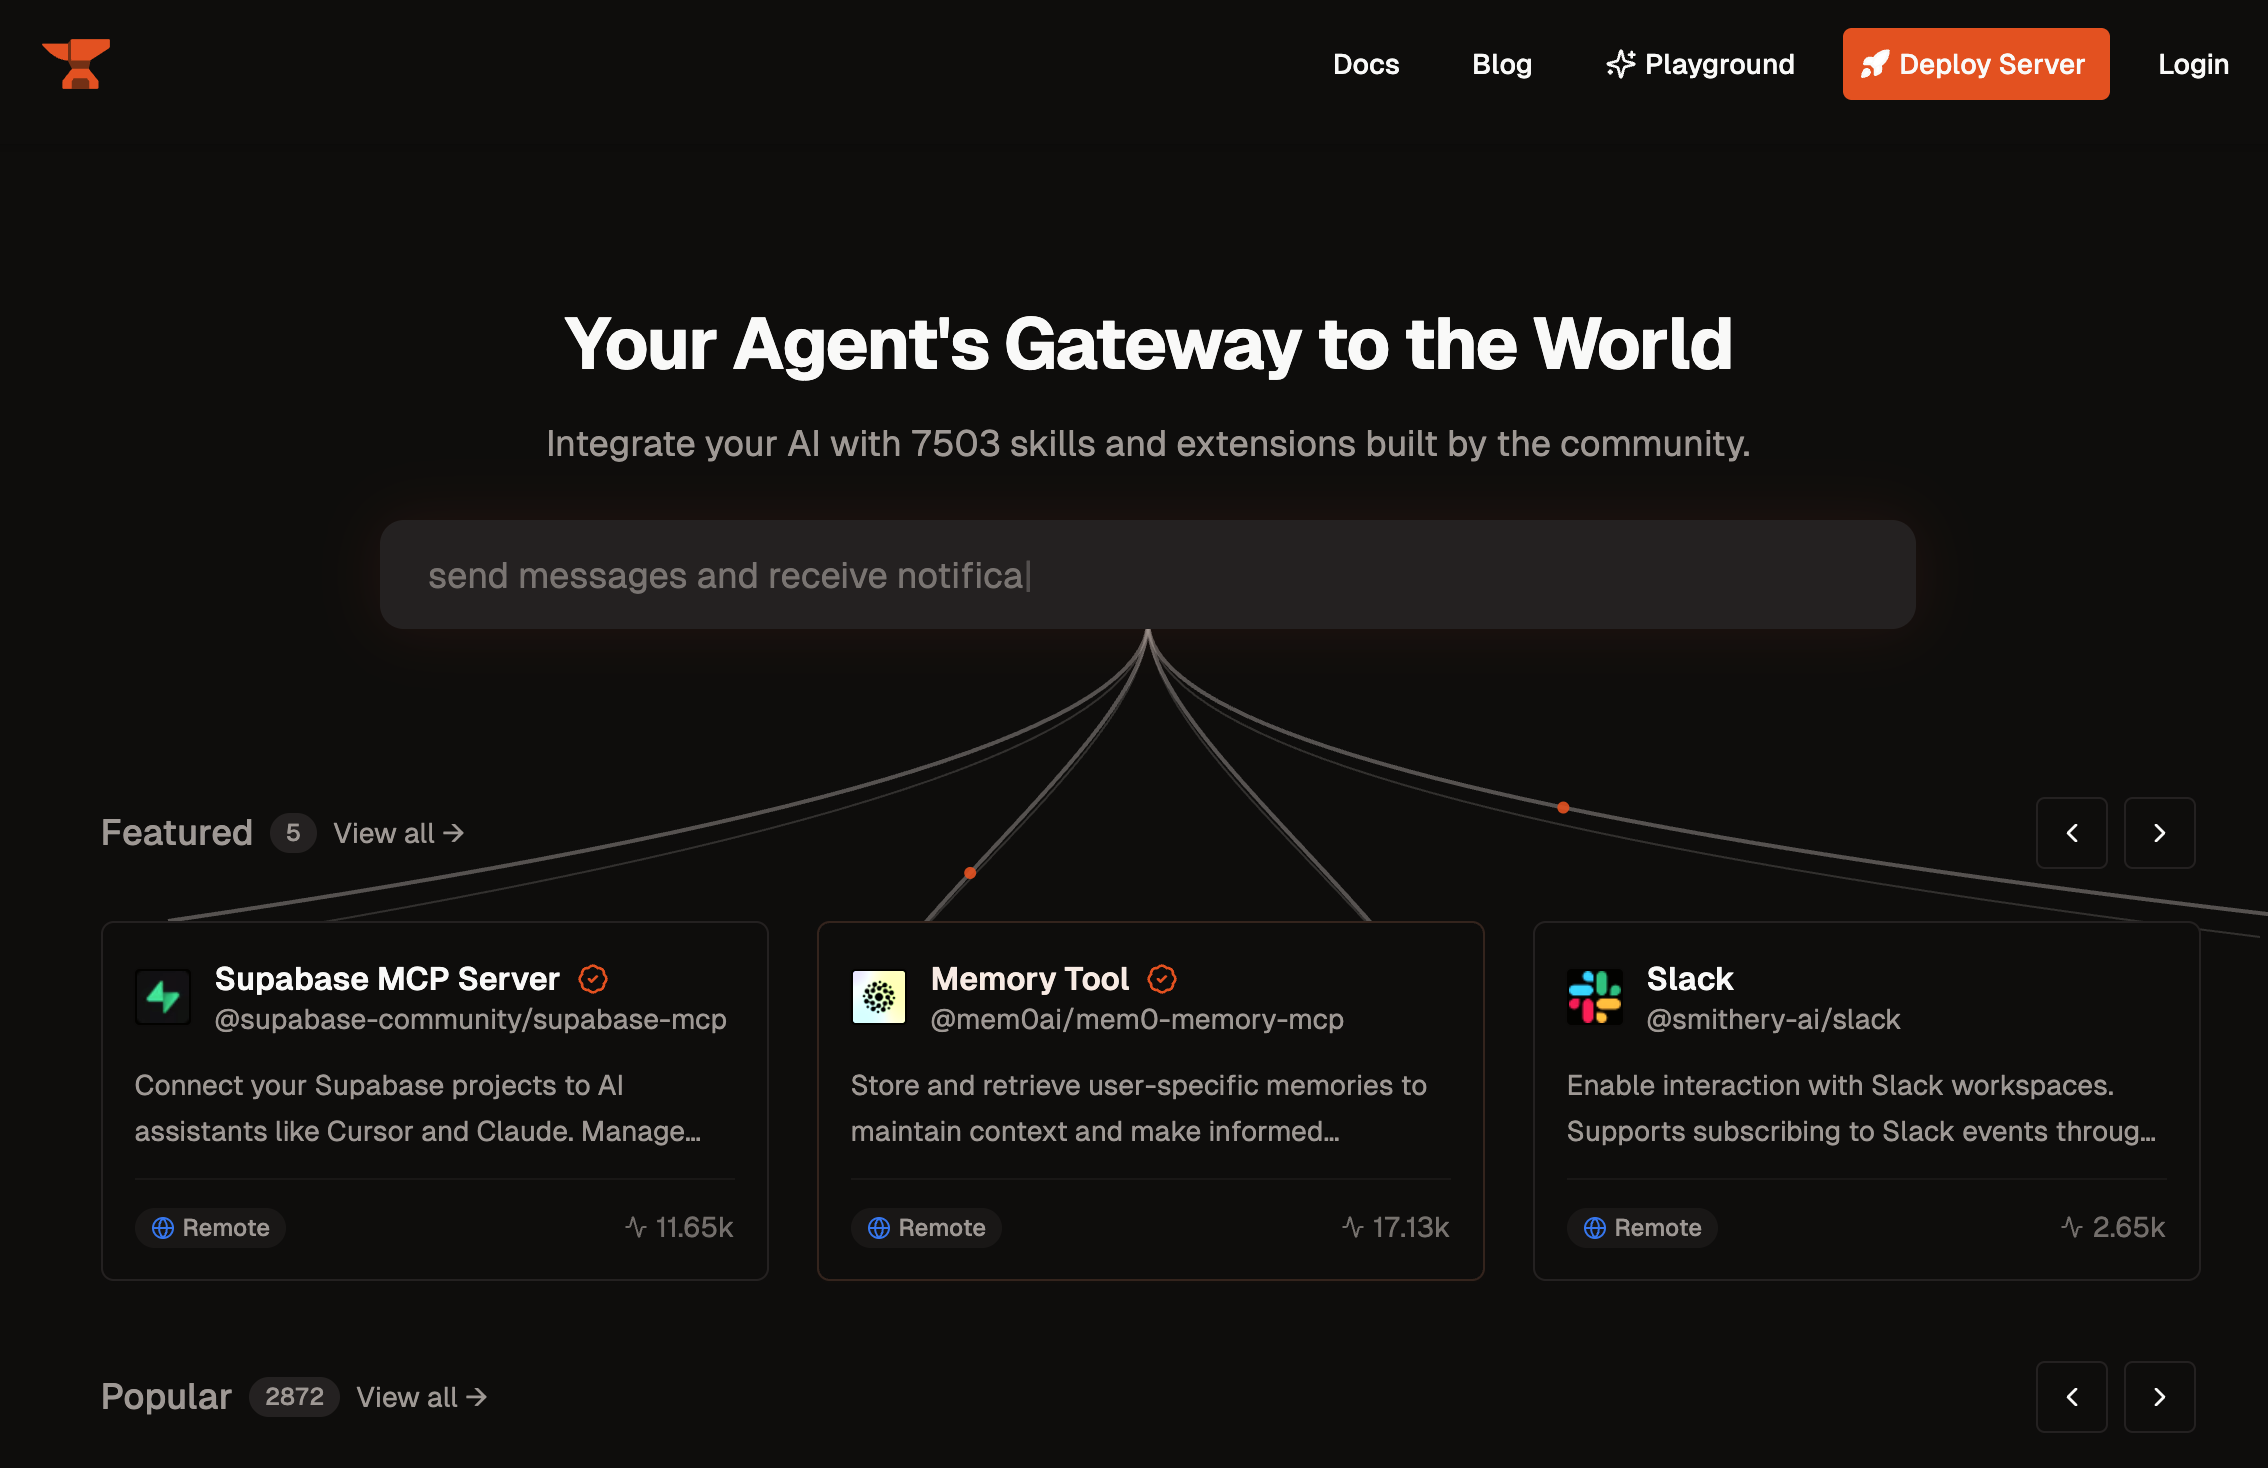 Docs
Blog
Playground
Deploy Server
Login
Your Agent's Gateway to the World
Integrate your AI with 7503 skills and extensions built by the community.
send messages and receive notifica
Featured 5 View all →
Supabase MCP Server
@supabase-community/supabase-mcp
Connect your Supabase projects to AI
assistants like Cursor and Claude. Manage...
Remote
11.65k
Memory Tool
@mem0ai/mem0-memory-mcp
Store and retrieve user-specific memories to
maintain context and make informed...
Remote
17.13k
Slack
@smithery-ai/slack
Enable interaction with Slack workspaces.
Supports subscribing to Slack events throug...
Remote
2.65k
Popular 2872 View all →